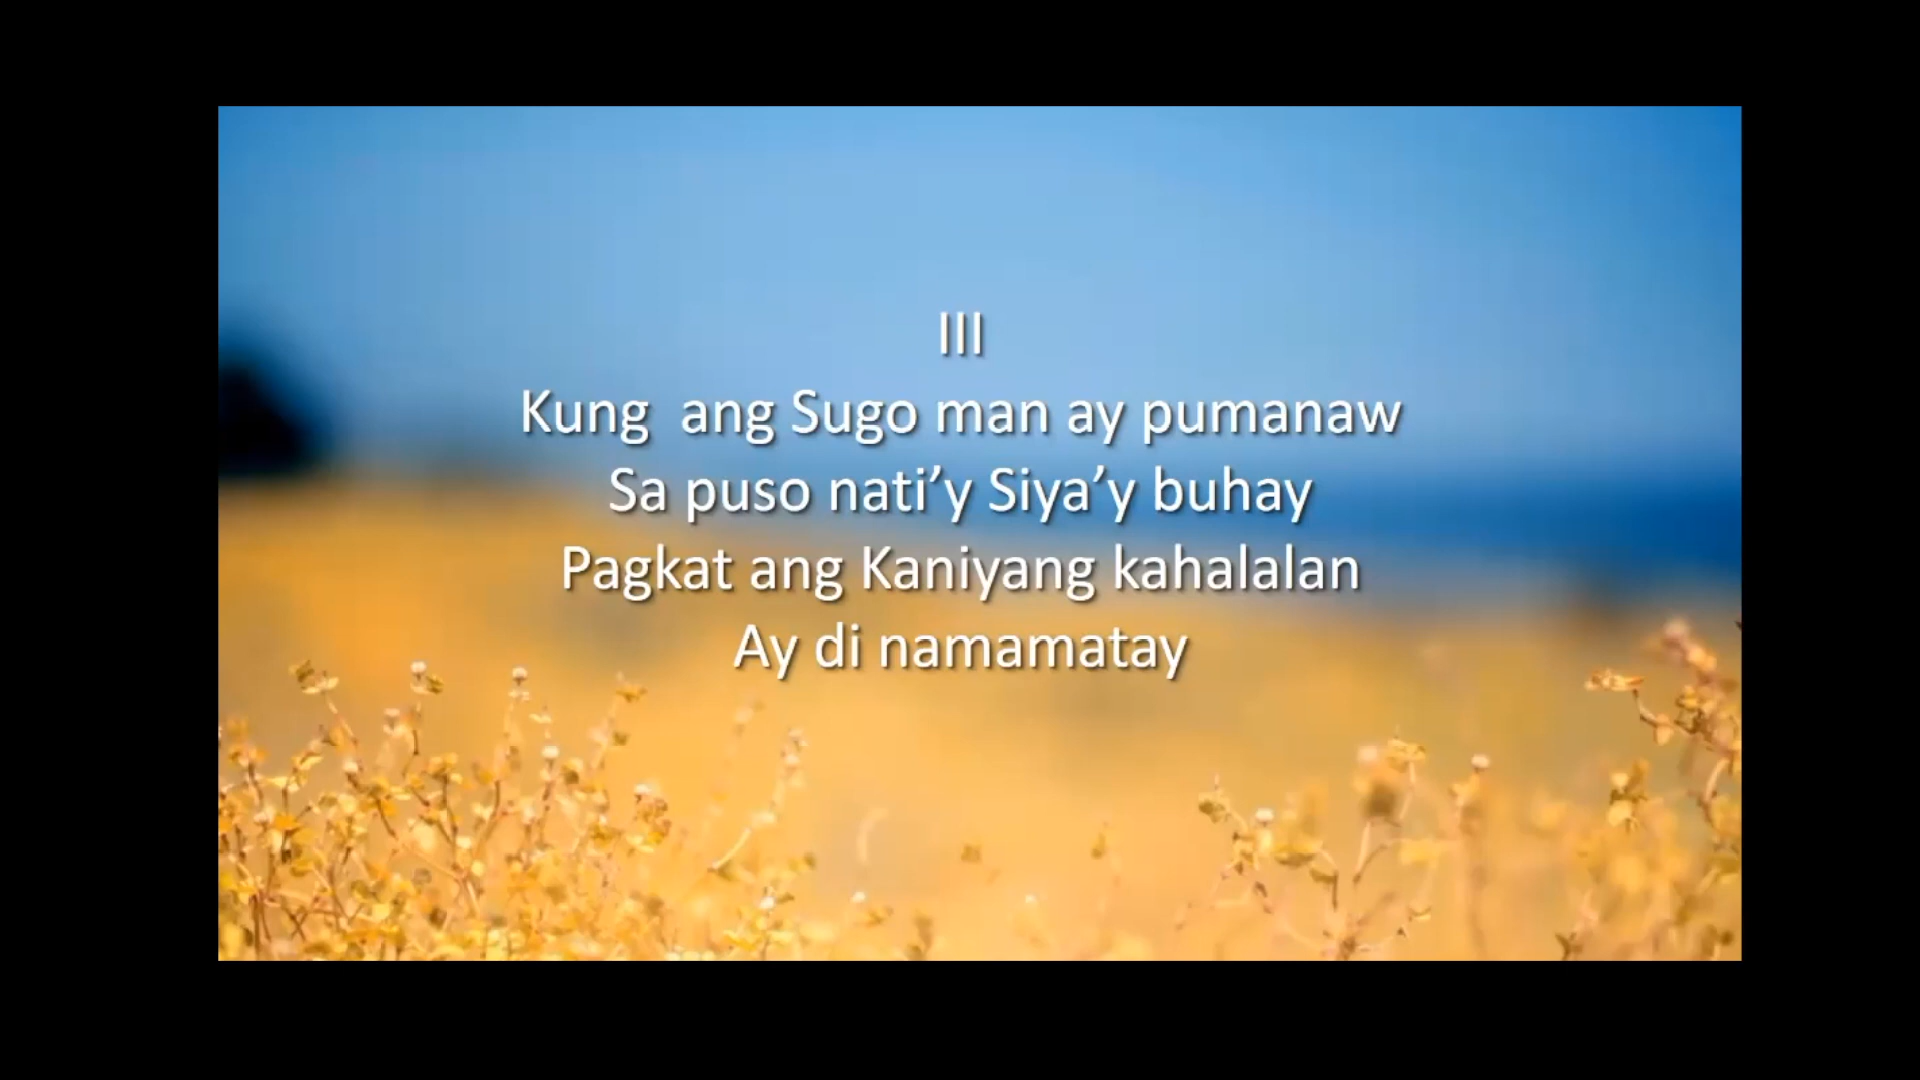 III
Kung  ang Sugo man ay pumanaw
Sa puso nati’y Siya’y buhay
Pagkat ang Kaniyang kahalalan
Ay di namamatay